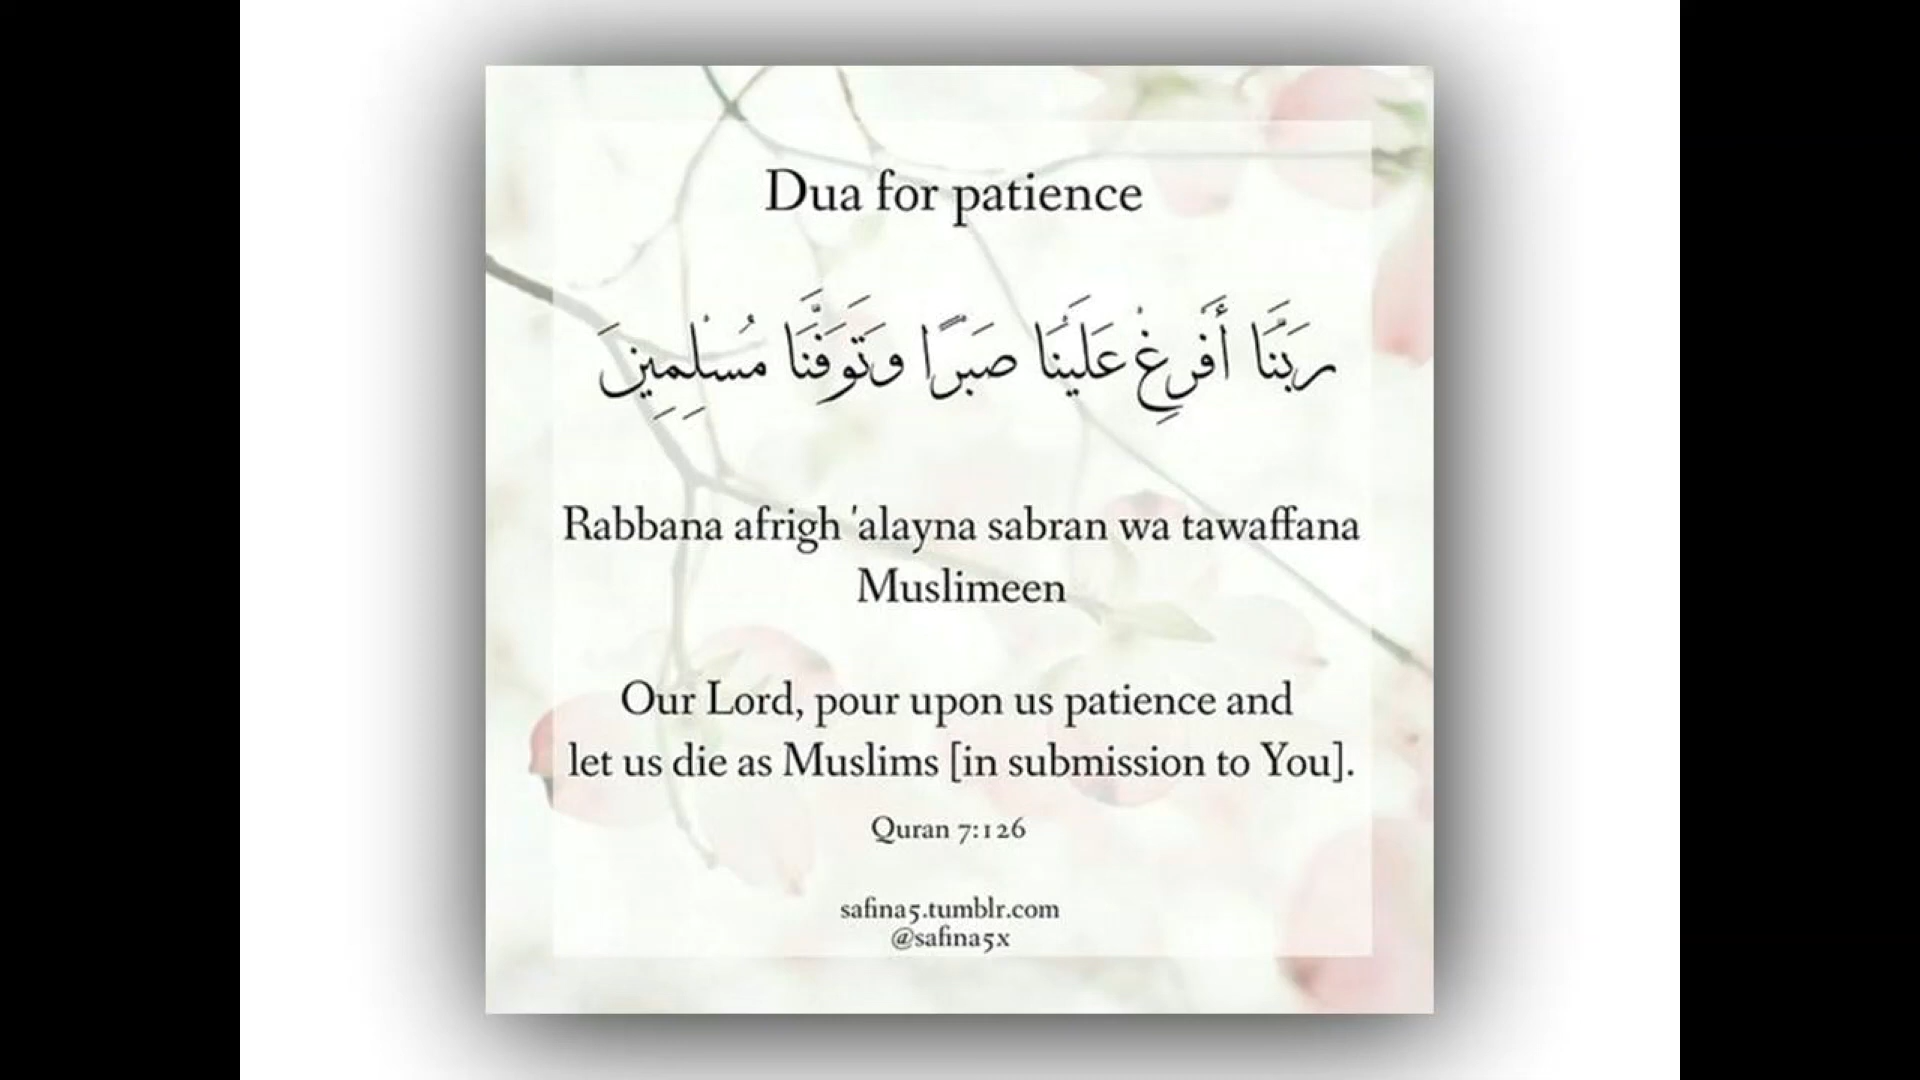 Dua for patience
رَبَّنَا أَفْرِغْ عَلَيْنَا صَبْرًا وَتَوَفَّنَا مُسْلِمِينَ
Rabbana afrigh 'alayna sabran wa tawaffana
Muslimeen
Our Lord, pour upon us patience and
let us die as Muslims [in submission to You].
Quran 7:126
safina5.tumblr.com
@safina5x